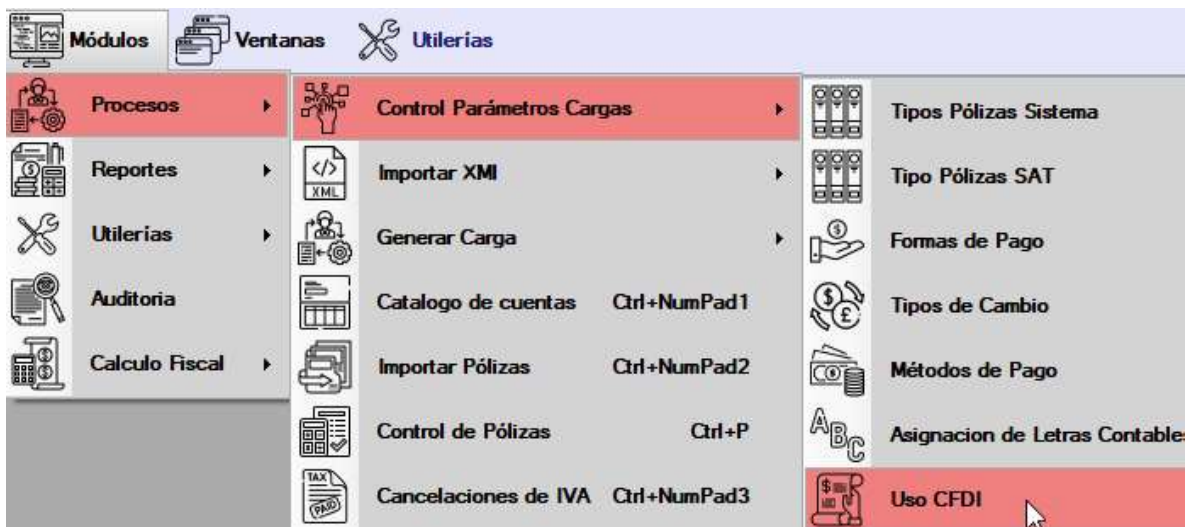 Módulos Ventanas Utilerías
Procesos
Reportes
Utilerías
Auditoria
Calculo Fiscal
Control Parámetros Cargas
Importar XMl
Generar Carga
Catalogo de cuentas Ctrl+NumPad1
Importar Pólizas Ctrl+NumPad2
Control de Pólizas Ctrl+P
Cancelaciones de IVA Ctrl+NumPad3
Tipos Pólizas Sistema
Tipo Pólizas SAT
Formas de Pago
Tipos de Cambio
Métodos de Pago
Asignacion de Letras Contables
Uso CFDI